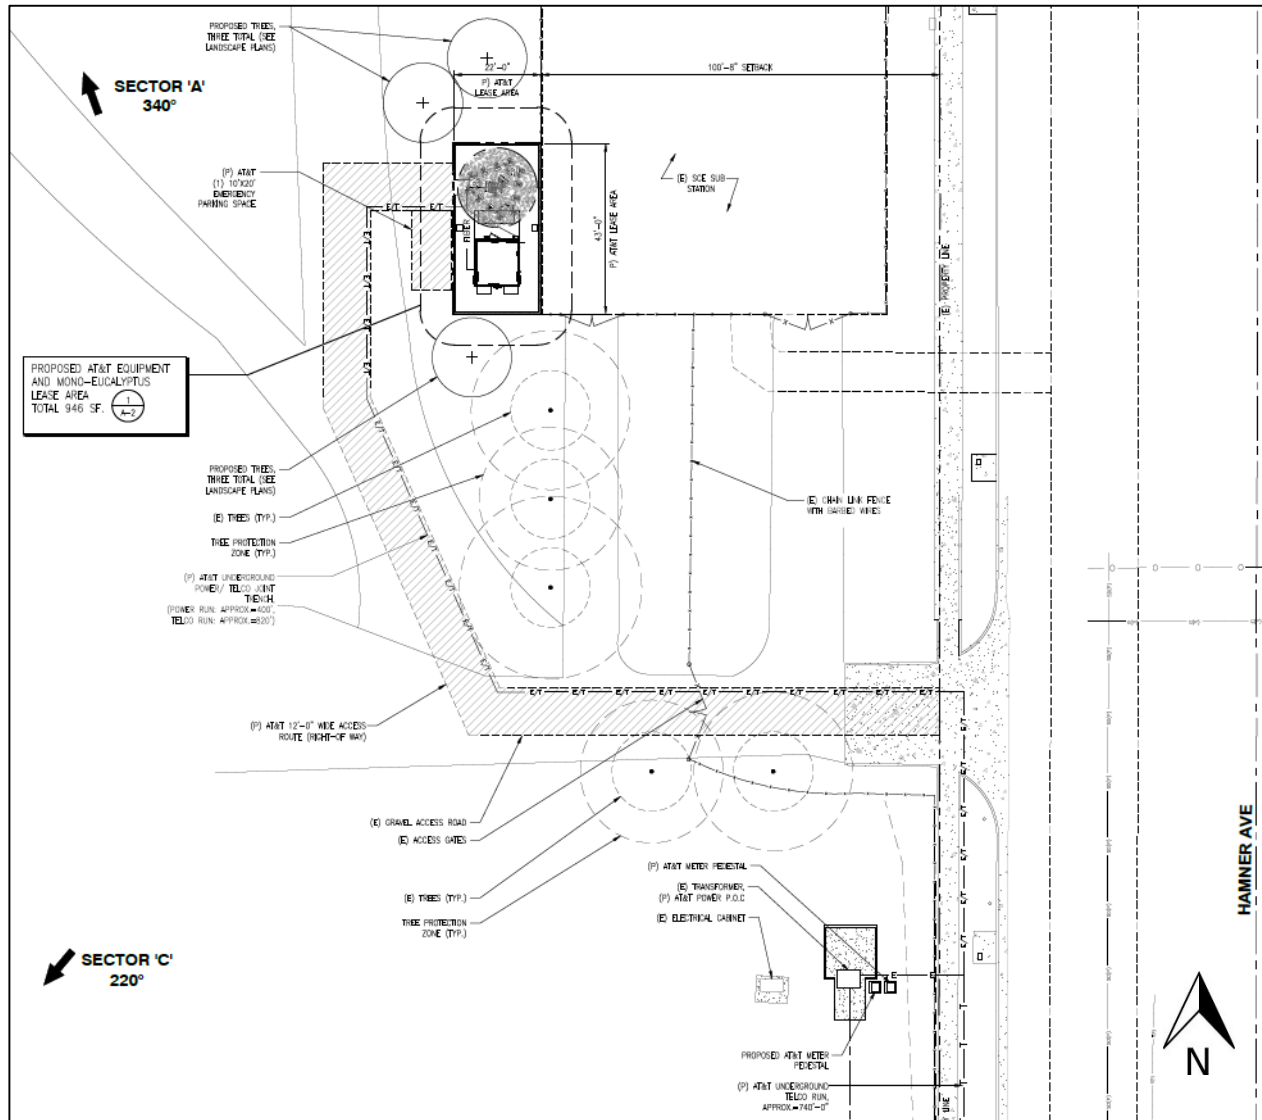 PROPOSED TREES,
THREE TOTAL (SEE
LANDSCAPE PLANS)
22'-0"
P) AT&T
LEASE AREA
100'-8" SETBACK
SECTOR 'A'
340°
(P) AT&T
(1) 10'X20'
EMERGENCY
PARKING SPACE
E/T
E/T
FIBER
43'-0"
P) AT&T LEASE AREA
(E) SCE SUB
STATION
(E) PROPERTY LINE
PROPOSED AT&T EQUIPMENT
AND MONO-EUCALYPTUS
LEASE AREA
TOTAL 946 SF.
1
A-2
PROPOSED TREES,
THREE TOTAL (SEE
LANDSCAPE PLANS)
(E) TREES (TYP.)
TREE PROTECTION
ZONE (TYP.)
(P) AT&T UNDERGROUND
POWER/ TELCO JOINT
TRENCH,
(POWER RUN: APPROX.=400',
TELCO RUN: APPROX.=820')
(E) CHAIN LINK FENCE
WITH BARBED WIRES
E/T E/T E/T E/T E/T E/T E/T E/T E/T E/T
(P) AT&T 12'-0" WIDE ACCESS
ROUTE (RIGHT-OF WAY)
(E) GRAVEL ACCESS ROAD
(E) ACCESS GATES
(E) TREES (TYP.)
TREE PROTECTION
ZONE (TYP.)
(P) AT&T METER PEDESTAL
(E) TRANSFORMER,
(P) AT&T POWER P.O.C
(E) ELECTRICAL CABINET
HAMNER AVE
SECTOR 'C'
220°
E E
T
T
T
N
PROPOSED AT&T METER
PEDESTAL
(P) AT&T UNDERGROUND
TELCO RUN,
APPROX.=740'-0"
LINE